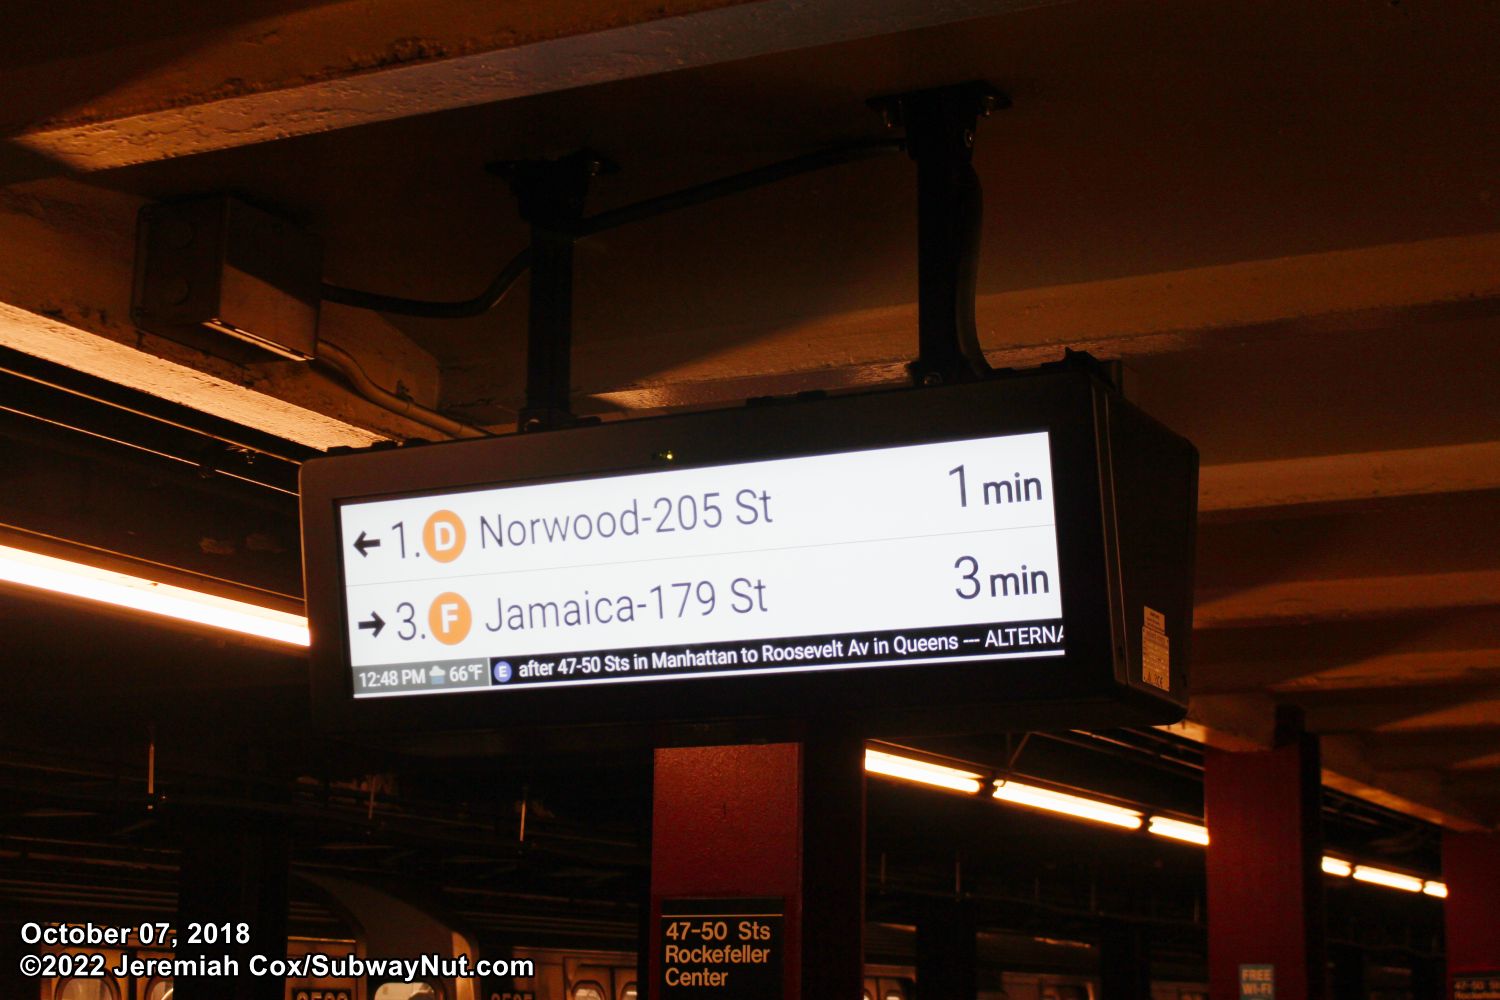 ← 1. D Norwood-205 St 1 min
→ 3. F Jamaica-179 St 3 min
12:48 PM 66°F E after 47-50 Sts in Manhattan to Roosevelt Av in Queens --- ALTERNA
47-50 Sts
Rockefeller
Center
FREE
WI-FI
October 07, 2018
©2022 Jeremiah Cox/SubwayNut.com